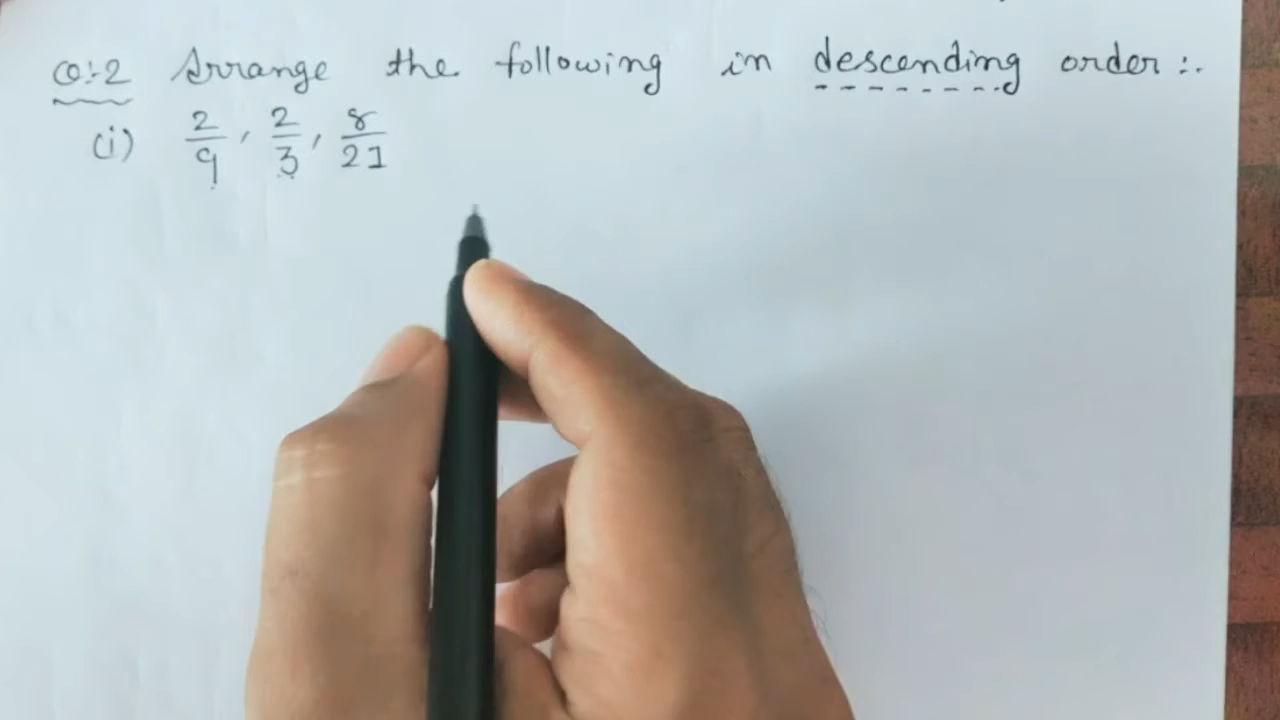 Q:-2 Arrange the following in descending order :.
(i) 2/9, 2/3, 8/21